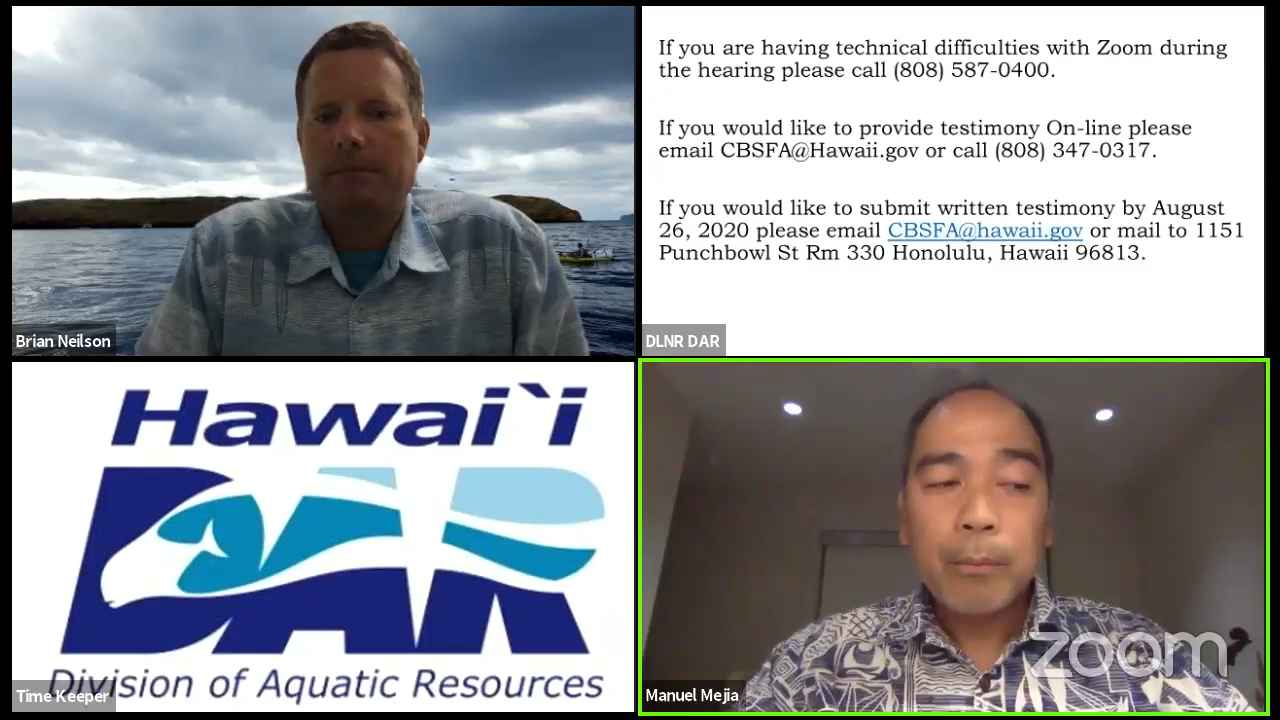 If you are having technical difficulties with Zoom during
the hearing please call (808) 587-0400.
If you would like to provide testimony On-line please
email CBSFA@Hawaii.gov or call (808) 347-0317.
If you would like to submit written testimony by August
26, 2020 please email CBSFA@hawaii.gov or mail to 1151
Punchbowl St Rm 330 Honolulu, Hawaii 96813.
Brian Neilson
DLNR DAR
Hawai`i
DAR
Division of Aquatic Resources
Time Keeper
zoom
Manuel Mejia